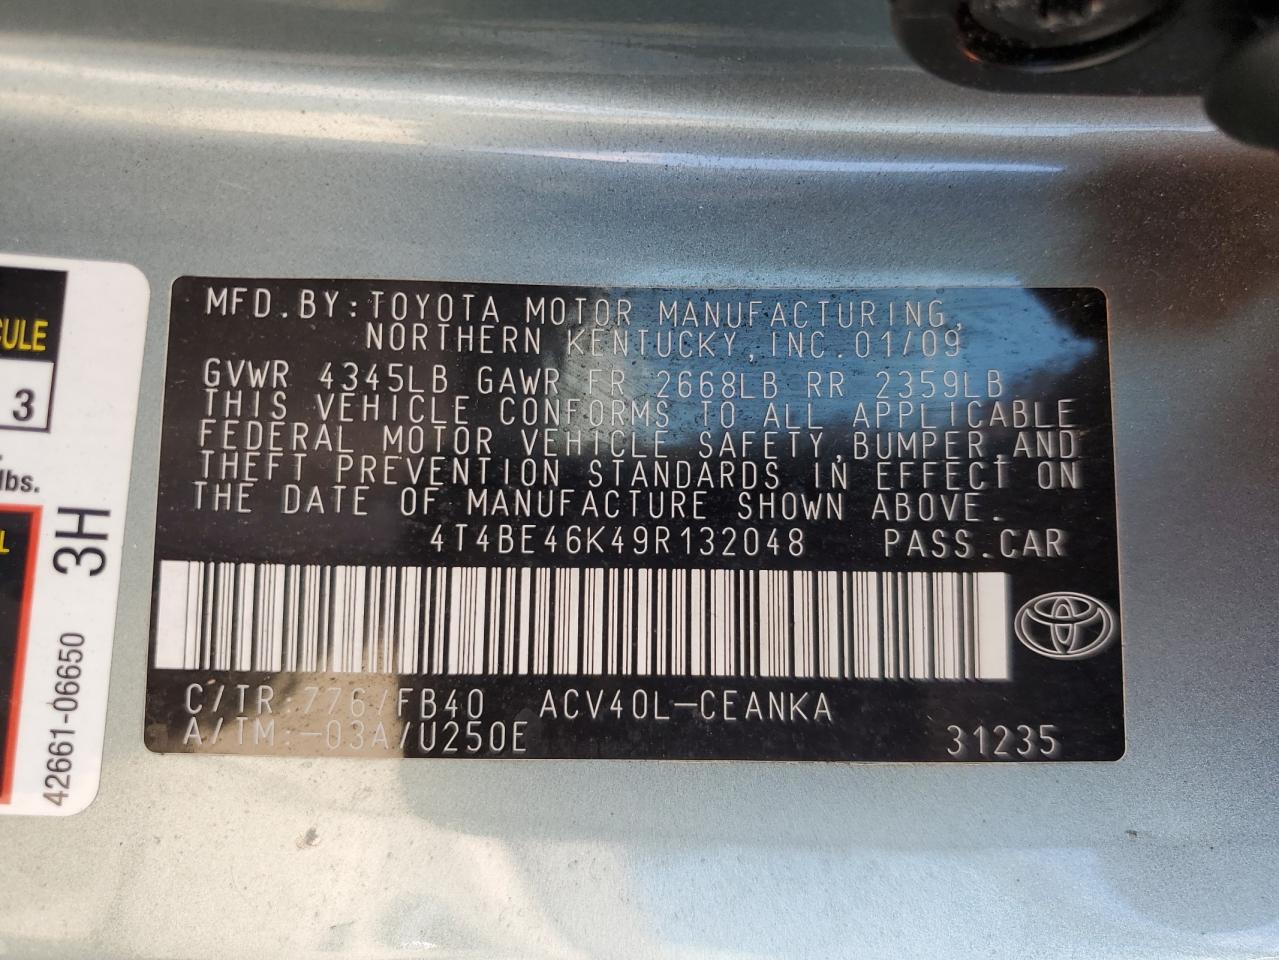 MFD.BY:TOYOTA MOTOR MANUFACTURING,
NORTHERN KENTUCKY,INC.01/09
GVWR 4345LB GAWR FR 2668LB RR 2359LB
THIS VEHICLE CONFORMS TO ALL APPLICABLE
FEDERAL MOTOR VEHICLE SAFETY,BUMPER,AND
THEFT PREVENTION STANDARDS IN EFFECT ON
THE DATE OF MANUFACTURE SHOWN ABOVE.
4T4BE46K49R132048 PASS.CAR
C/TR:776/FB40 ACV40L-CEANKA
A/TM:-03A/U250E 31235
3
lbs.
3H
42661-06650